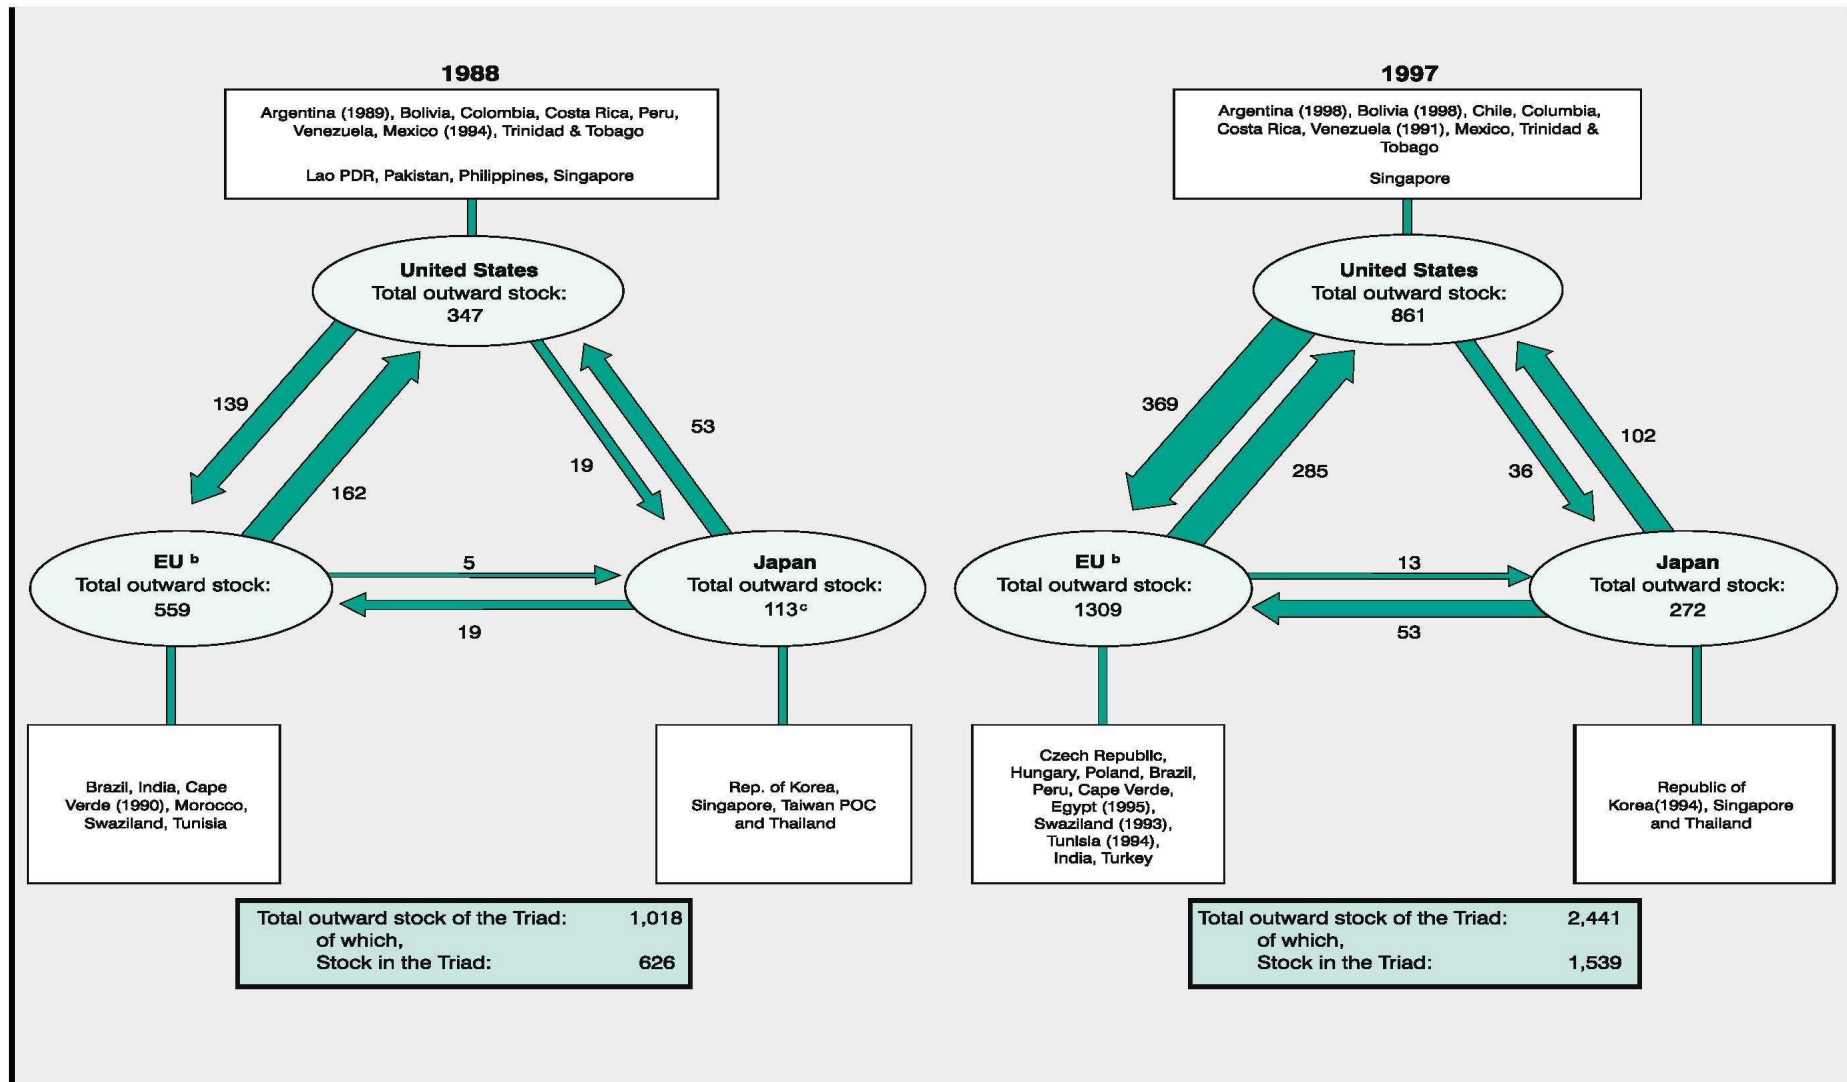 1988
Argentina (1989), Bolivia, Colombia, Costa Rica, Peru,
Venezuela, Mexico (1994), Trinidad & Tobago
Lao PDR, Pakistan, Philippines, Singapore
United States
Total outward stock:
347
139
162
19
53
EU b
Total outward stock:
559
5
19
Japan
Total outward stock:
113c
Brazil, India, Cape
Verde (1990), Morocco,
Swaziland, Tunisia
Rep. of Korea,
Singapore, Taiwan POC
and Thailand
Total outward stock of the Triad: 1,018
of which,
Stock in the Triad: 626
1997
Argentina (1998), Bolivia (1998), Chile, Columbia,
Costa Rica, Venezuela (1991), Mexico, Trinidad &
Tobago
Singapore
United States
Total outward stock:
861
369
285
36
102
EU b
Total outward stock:
1309
13
53
Japan
Total outward stock:
272
Czech Republic,
Hungary, Poland, Brazil,
Peru, Cape Verde,
Egypt (1995),
Swaziland (1993),
Tunisia (1994),
India, Turkey
Republic of
Korea(1994), Singapore
and Thailand
Total outward stock of the Triad: 2,441
of which,
Stock in the Triad: 1,539